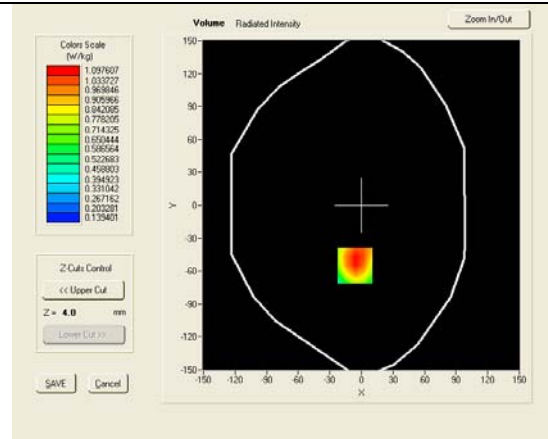 Volume Radiated Intensity
Zoom In/Out
Colors Scale
(W/kg)
1.097607
1.033727
0.969846
0.905966
0.842085
0.778205
0.714325
0.650444
0.586564
0.522683
0.458803
0.394923
0.331042
0.267162
0.203281
0.139401
Z-Cuts Control
<< Upper Cut
Z = 4.0 mm
Lower Cut >>
SAVE
Cancel
150-
120-
90-
60-
30-
0-
-30-
-60-
-90-
-120-
-150-
Y
-150 -120 -90 -60 -30 0 30 60 90 120 150
X